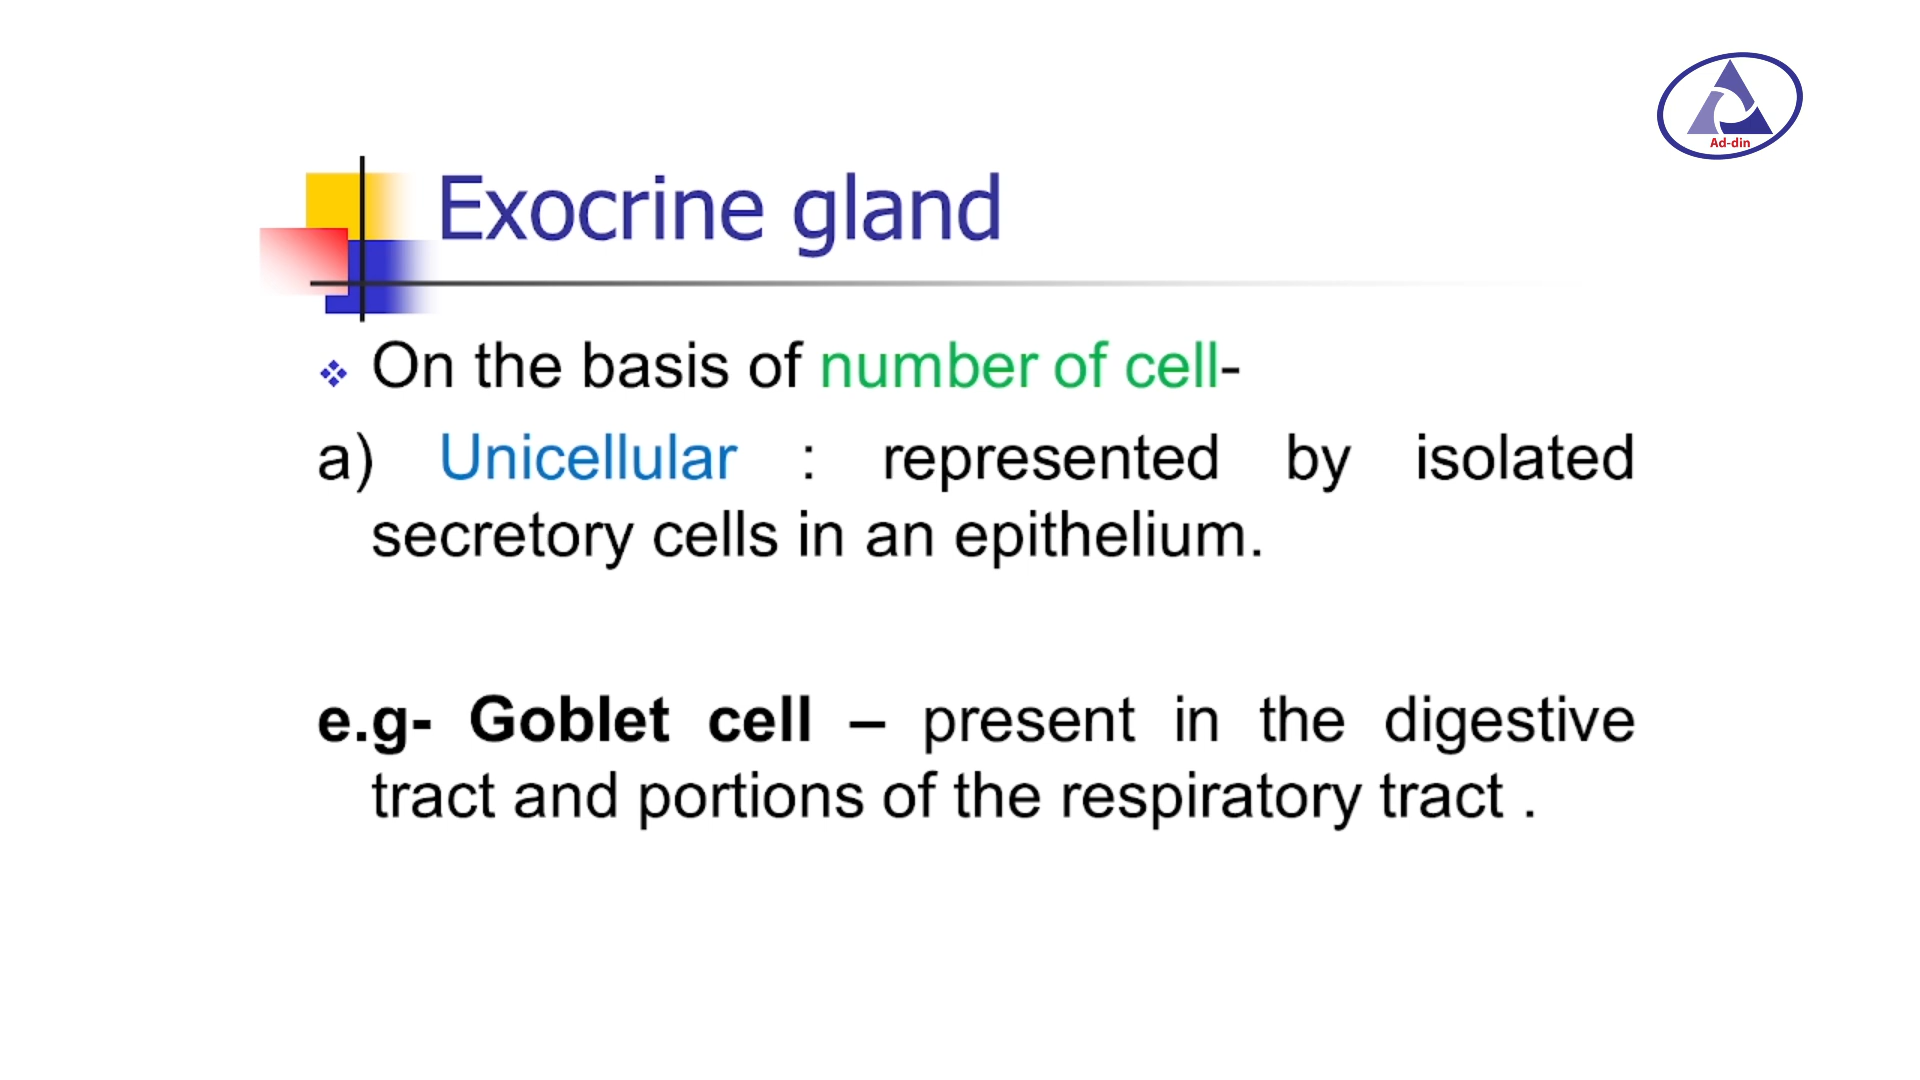 Ad-din
Exocrine gland
❖ On the basis of number of cell-
a) Unicellular : represented by isolated
secretory cells in an epithelium.
e.g- Goblet cell – present in the digestive
tract and portions of the respiratory tract .